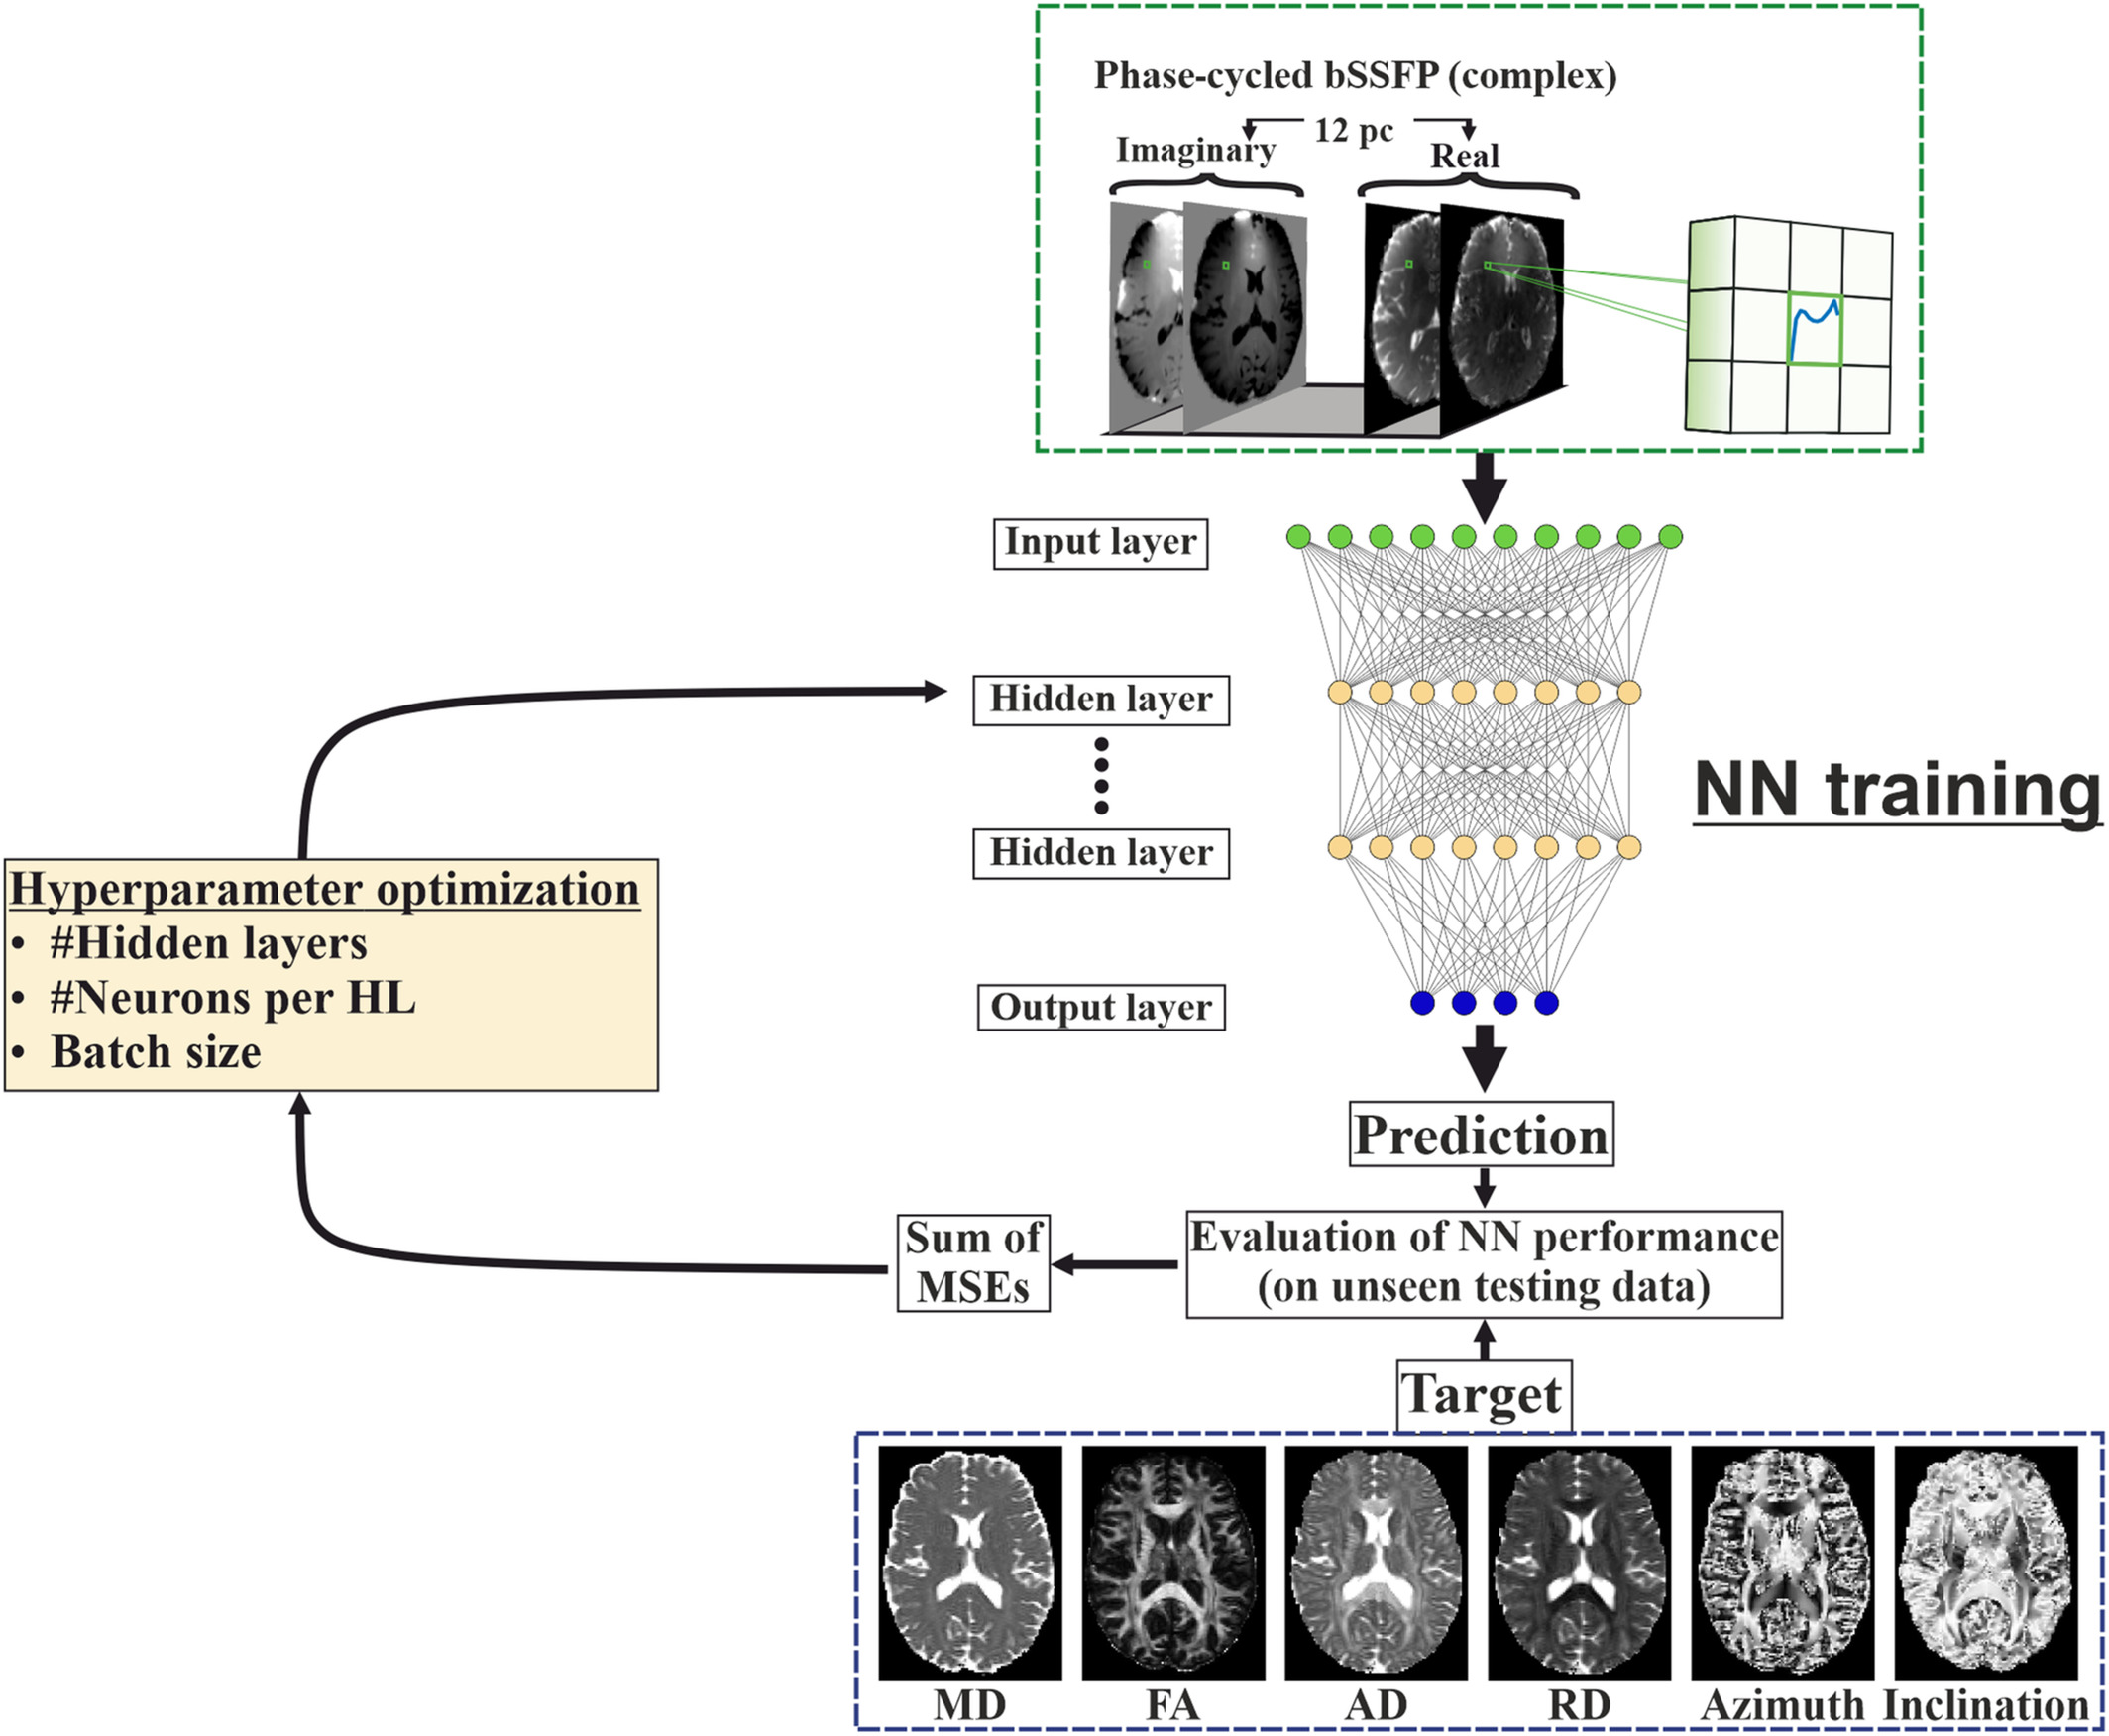 Phase-cycled bSSFP (complex)
12 pc
Imaginary
Real
Input layer
Hidden layer
NN training
Hidden layer
Hyperparameter optimization
• #Hidden layers
• #Neurons per HL
• Batch size
Output layer
Prediction
Evaluation of NN performance
(on unseen testing data)
Sum of
MSEs
Target
MD FA AD RD Azimuth Inclination